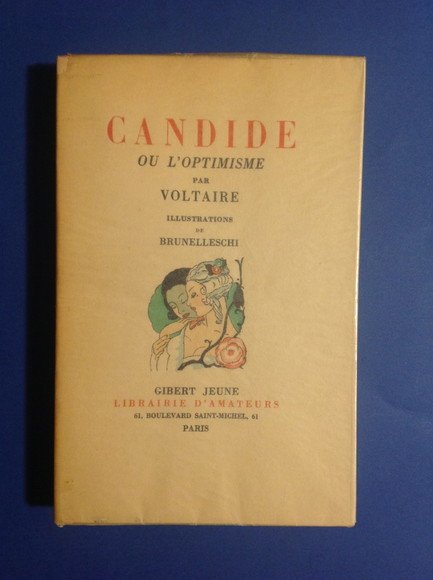 CANDIDE
OU L'OPTIMISME
PAR
VOLTAIRE
ILLUSTRATIONS
DE
BRUNELLESCHI
GIBERT JEUNE
LIBRAIRIE D'AMATEURS
61, BOULEVARD SAINT-MICHEL, 61
PARIS